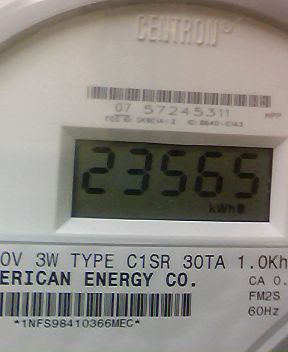 CENTRON®
07 57245311
HPP
23565
kWh
0V 3W TYPE C1SR 30TA 1.0Kh
ERICAN ENERGY CO.
CA 0.
FM2S
60Hz
*1NFS98410366MEC*